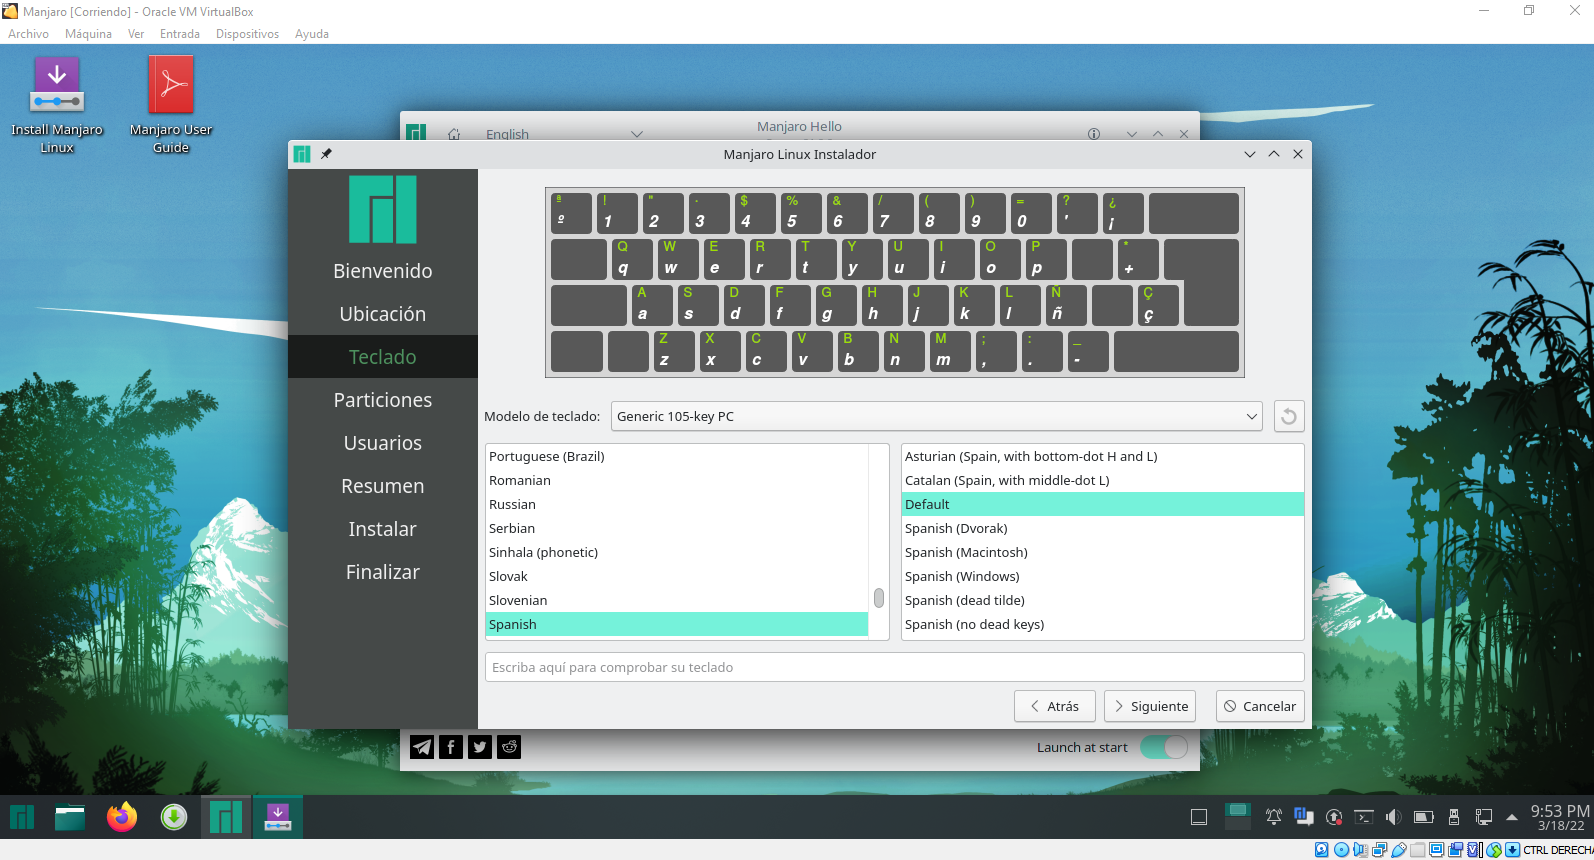 Manjaro [Corriendo] - Oracle VM VirtualBox
Archivo Máquina Ver Entrada Dispositivos Ayuda
Install Manjaro Linux
Manjaro User Guide
English
Manjaro Hello
Manjaro Linux Instalador
Bienvenido
Ubicación
Teclado
Particiones
Usuarios
Resumen
Instalar
Finalizar
ª ! " · $ % & / ( ) = ? ¿
º 1 2 3 4 5 6 7 8 9 0 ' ¡
Q W E R T Y U I O P *
q w e r t y u i o p +
A S D F G H J K L Ñ Ç
a s d f g h j k l ñ ç
Z X C V B N M ; : _
z x c v b n m , . -
Modelo de teclado: Generic 105-key PC
Portuguese (Brazil)
Romanian
Russian
Serbian
Sinhala (phonetic)
Slovak
Slovenian
Spanish
Asturian (Spain, with bottom-dot H and L)
Catalan (Spain, with middle-dot L)
Default
Spanish (Dvorak)
Spanish (Macintosh)
Spanish (Windows)
Spanish (dead tilde)
Spanish (no dead keys)
Escriba aquí para comprobar su teclado
Atrás Siguiente Cancelar
Launch at start
9:53 PM
3/18/22
CTRL DERECHA